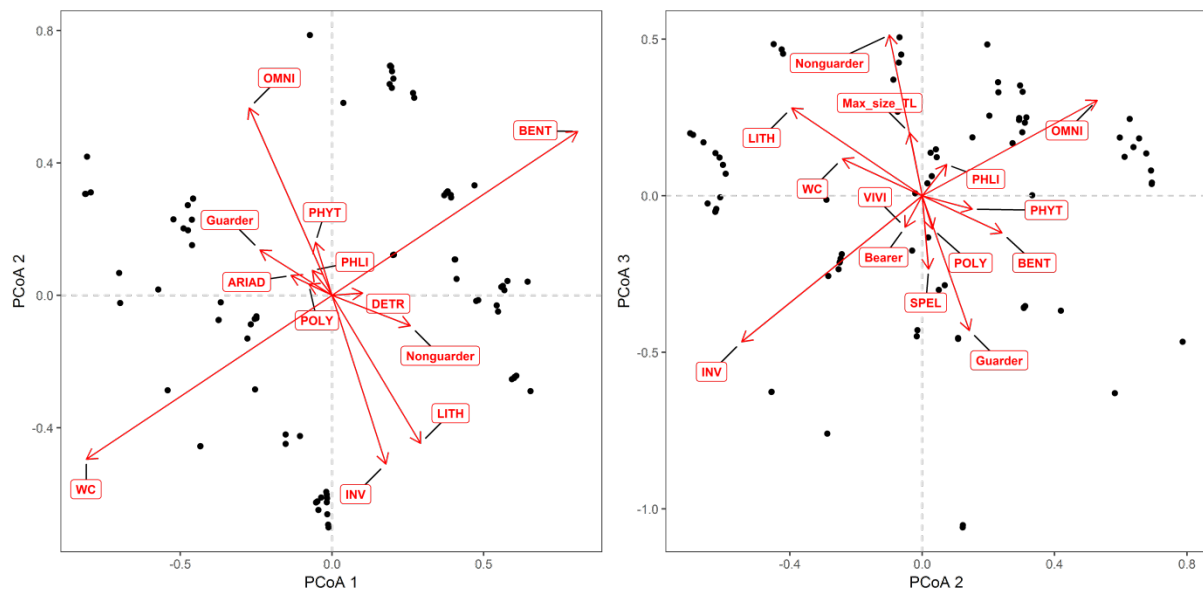 0.8
0.4
0.0
-0.4
PCoA 2
OMNI
BENT
Guarder
PHYT
ARIAD
PHLI
POLY
DETR
Nonguarder
LITH
WC
INV
-0.5
0.0
0.5
PCoA 1
0.5
0.0
-0.5
-1.0
PCoA 3
Nonguarder
Max_size_TL
LITH
OMNI
WC
PHLI
VIVI
PHYT
Bearer
POLY
BENT
SPEL
INV
Guarder
-0.4
0.0
0.4
0.8
PCoA 2